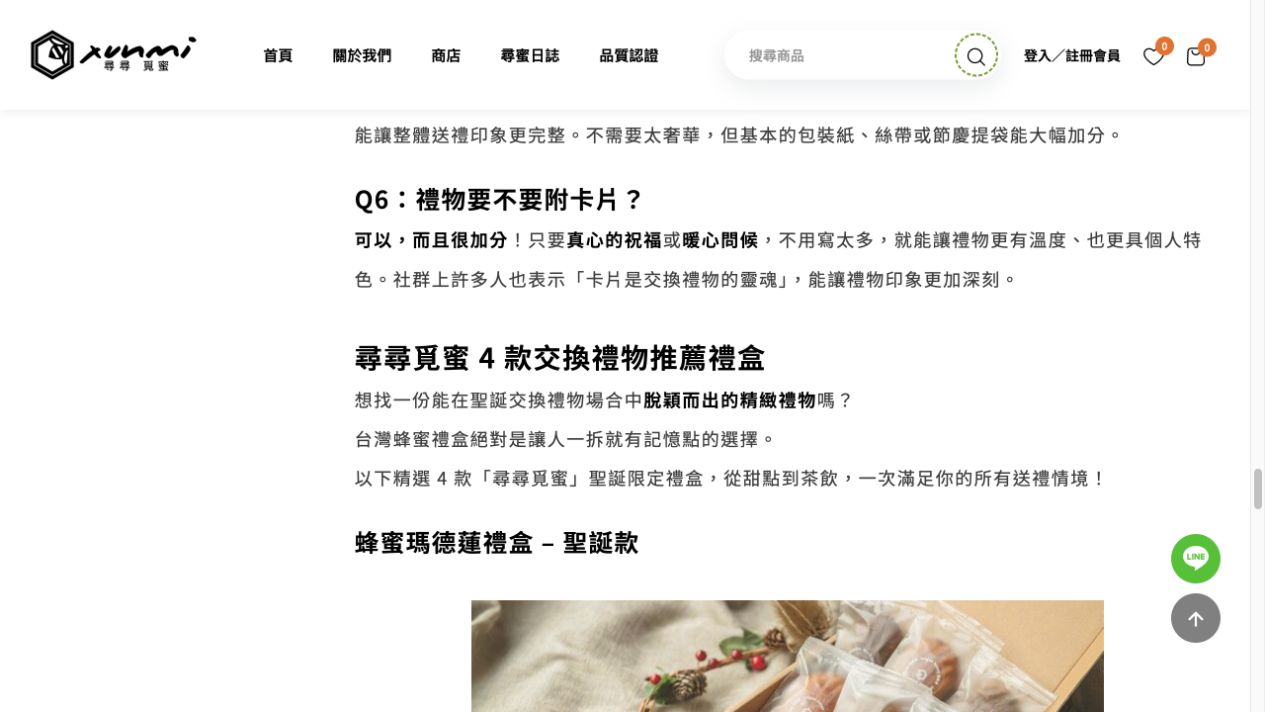 xunmi
尋尋 覓蜜
首頁
關於我們
商店
尋蜜日誌
品質認證
搜尋商品
登入／註冊會員
0
0
能讓整體送禮印象更完整。不需要太奢華，但基本的包裝紙、絲帶或節慶提袋能大幅加分。
Q6：禮物要不要附卡片？
可以，而且很加分！只要真心的祝福或暖心問候，不用寫太多，就能讓禮物更有溫度、也更具個人特
色。社群上許多人也表示「卡片是交換禮物的靈魂」，能讓禮物印象更加深刻。
尋尋覓蜜 4 款交換禮物推薦禮盒
想找一份能在聖誕交換禮物場合中脫穎而出的精緻禮物嗎？
台灣蜂蜜禮盒絕對是讓人一拆就有記憶點的選擇。
以下精選 4 款「尋尋覓蜜」聖誕限定禮盒，從甜點到茶飲，一次滿足你的所有送禮情境！
蜂蜜瑪德蓮禮盒 – 聖誕款
LINE